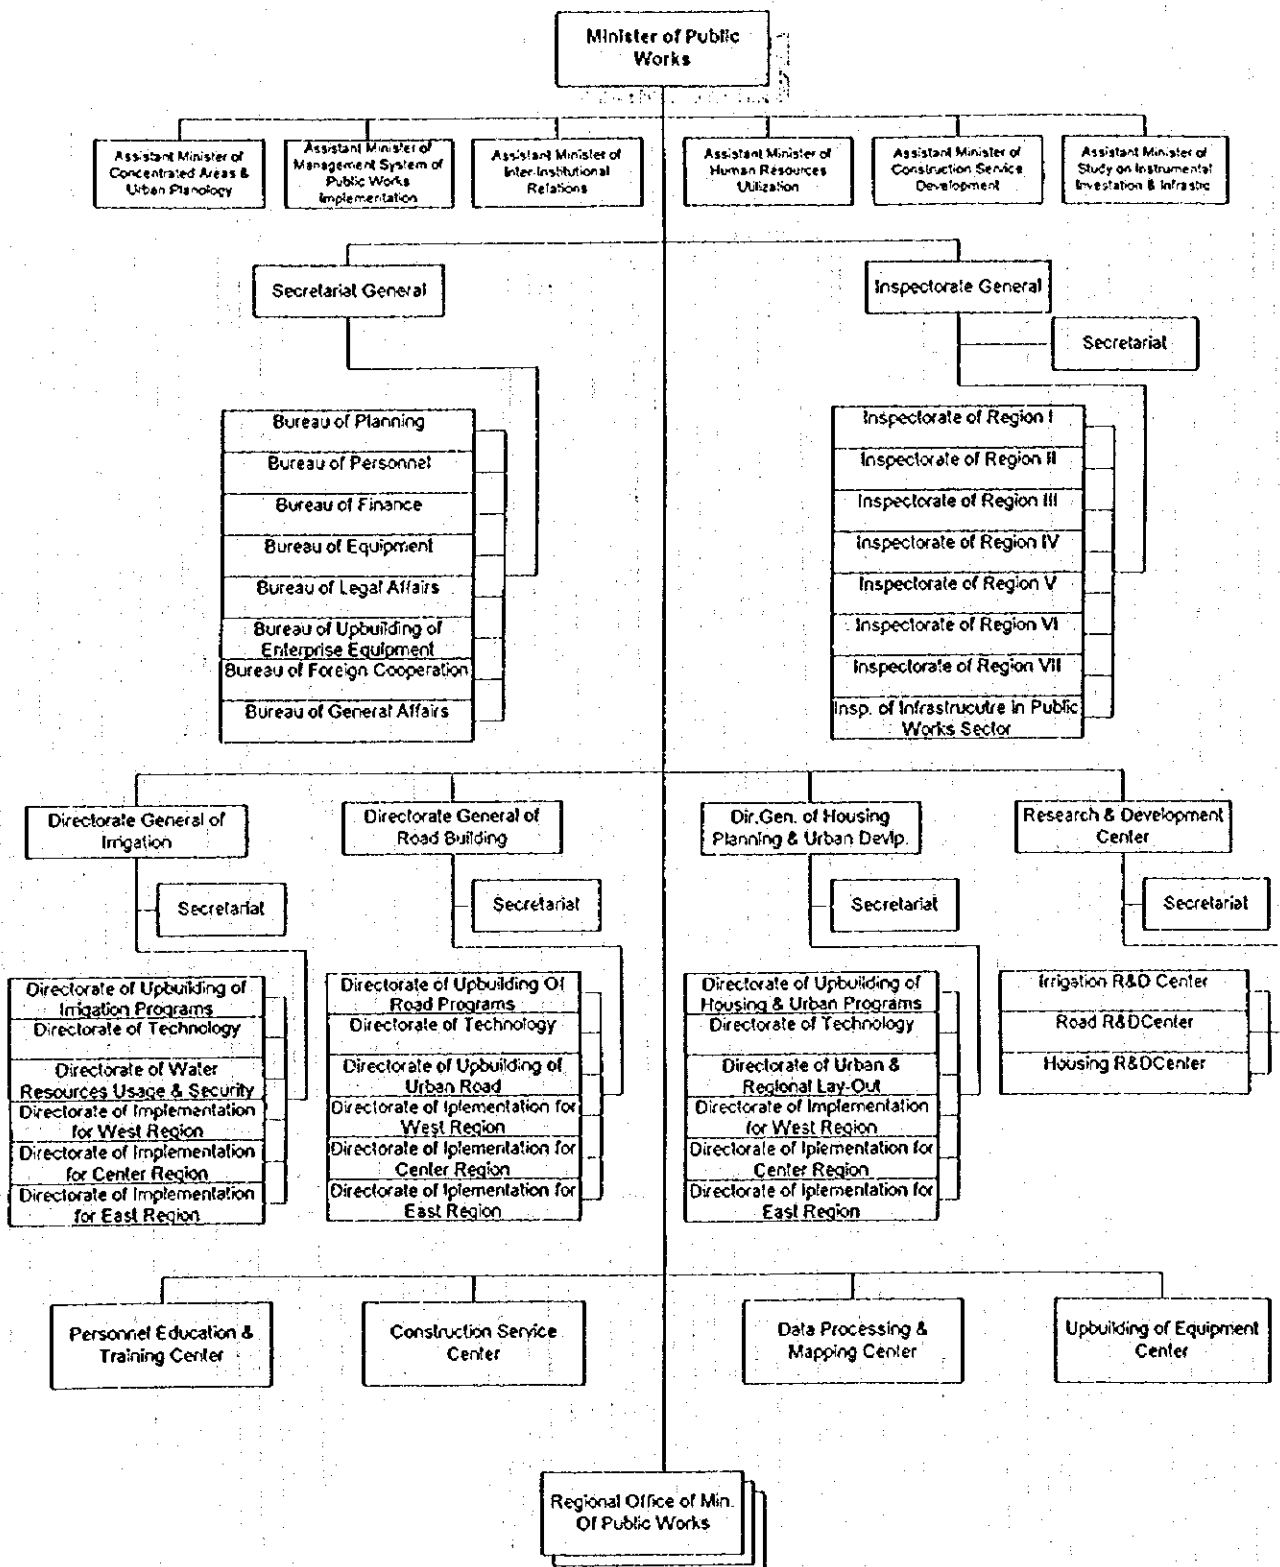 Minister of Public
Works
Assistant Minister of
Concentrated Areas &
Urban Planology
Assistant Minister of
Management System of
Public Works
Implementation
Assistant Minister of
Inter-Institutional
Relations
Assistant Minister of
Human Resources
Utilization
Assistant Minister of
Construction Service
Development
Assistant Minister of
Study on Instrumental
Investation & Infrastic
Secretariat General
Inspectorate General
Secretariat
Bureau of Planning
Bureau of Personnel
Bureau of Finance
Bureau of Equipment
Bureau of Legal Affairs
Bureau of Upbuilding of
Enterprise Equipment
Bureau of Foreign Cooperation
Bureau of General Affairs
Inspectorate of Region I
Inspectorate of Region II
Inspectorate of Region III
Inspectorate of Region IV
Inspectorate of Region V
Inspectorate of Region VI
Inspectorate of Region VII
Insp. of Infrastrucutre in Public
Works Sector
Directorate General of
Irrigation
Directorate General of
Road Building
Dir.Gen. of Housing
Planning & Urban Devlp.
Research & Development
Center
Secretariat
Secretariat
Secretariat
Secretariat
Directorate of Upbuilding of
Irrigation Programs
Directorate of Technology
Directorate of Water
Resources Usage & Security
Directorate of Implementation
for West Region
Directorate of Implementation
for Center Region
Directorate of Implementation
for East Region
Directorate of Upbuilding Of
Road Programs
Directorate of Technology
Directorate of Upbuilding of
Urban Road
Directorate of Iplementation for
West Region
Directorate of Iplementation for
Center Region
Directorate of Iplementation for
East Region
Directorate of Upbuilding of
Housing & Urban Programs
Directorate of Technology
Directorate of Urban &
Regional Lay-Out
Directorate of Implementation
for West Region
Directorate of Iplementation for
Center Region
Directorate of Iplementation for
East Region
Irrigation R&D Center
Road R&DCenter
Housing R&DCenter
Personnel Education &
Training Center
Construction Service
Center
Data Processing &
Mapping Center
Upbuilding of Equipment
Center
Regional Office of Min.
Of Public Works